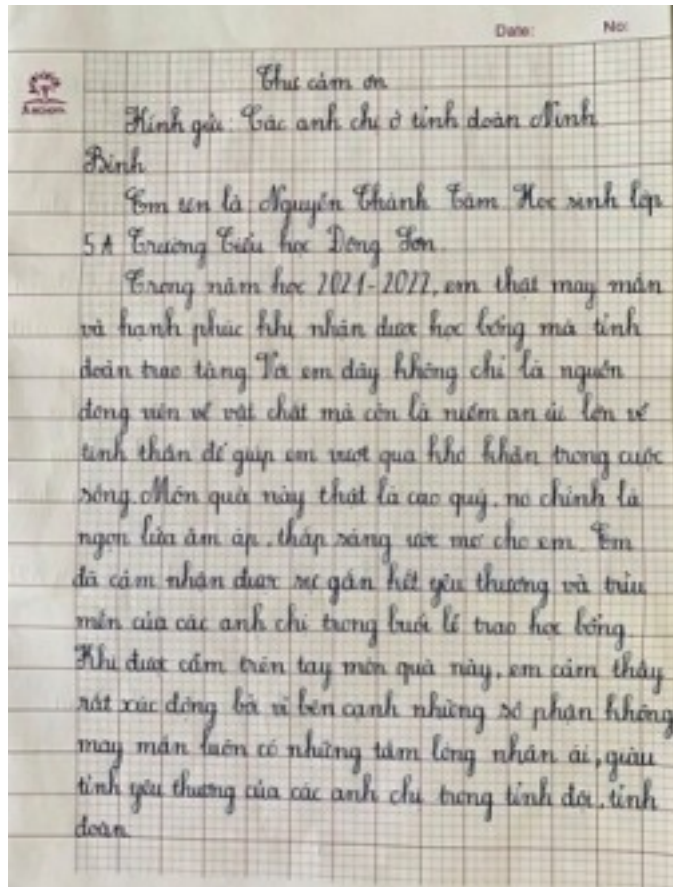 Date: No:
Thư cảm ơn
Kính gửi: Các anh chị ở tỉnh đoàn Ninh
Bình
Em tên là Nguyễn Thành Tâm Học sinh lớp
5A Trường Tiểu học Đông Sơn.
Trong năm học 2021-2022, em thật may mắn
và hạnh phúc khi nhận được học bổng mà tỉnh
đoàn trao tặng Với em đây không chỉ là nguồn
động viên về vật chất mà còn là niềm an ủi lớn về
tinh thần để giúp em vượt qua khó khăn trong cuộc
sống. Món quà này thật là cao quý, nó chính là
ngọn lửa ấm áp, thắp sáng ước mơ cho em. Em
đã cảm nhận được sự gắn kết yêu thương và trìu
mến của các anh chị trong buổi lễ trao học bổng.
Khi được cầm trên tay món quà này, em cảm thấy
rất xúc động bà vì bên cạnh những số phận không
may mắn luôn có những tấm lòng nhân ái, giàu
tình yêu thương của các anh chị trong tỉnh đội, tỉnh
đoàn